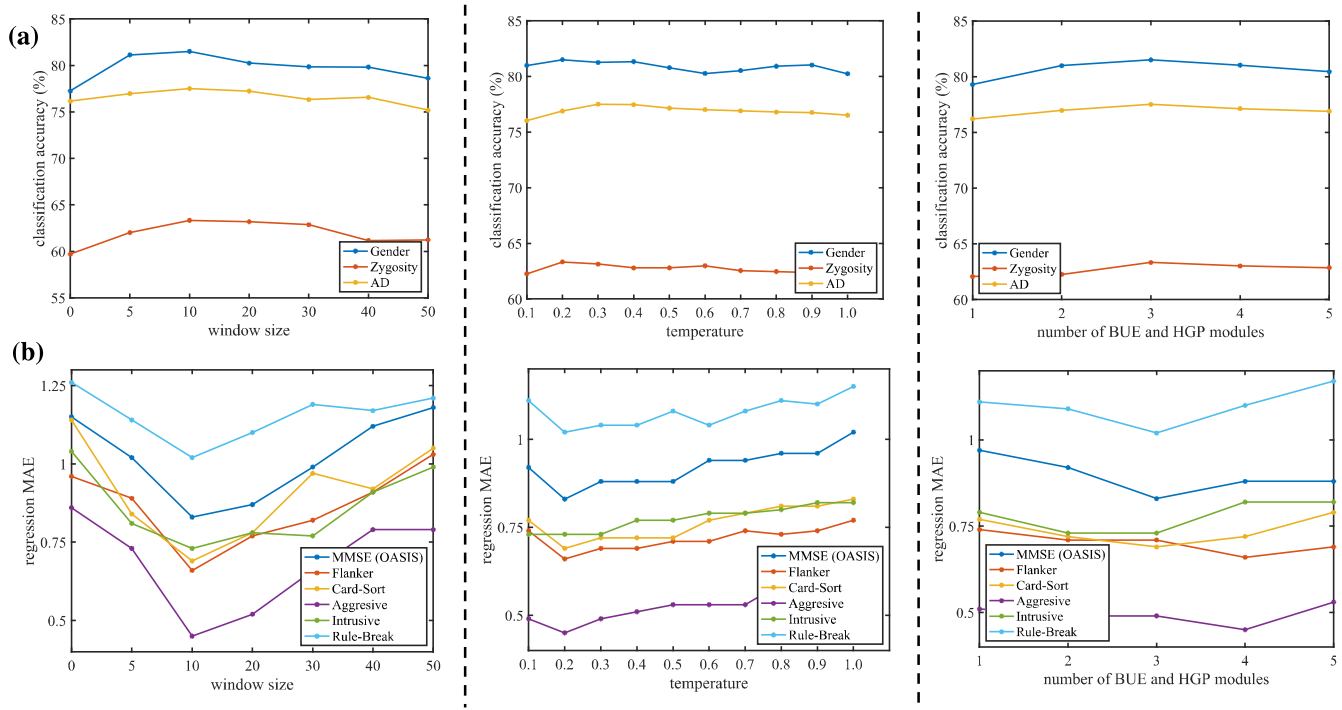 (a)
classification accuracy (%)
85
80
75
70
65
60
55
0 5 10 20 30 40 50
window size
Gender
Zygosity
AD
classification accuracy (%)
85
80
75
70
65
60
0.1 0.2 0.3 0.4 0.5 0.6 0.7 0.8 0.9 1.0
temperature
Gender
Zygosity
AD
classification accuracy (%)
85
80
75
70
65
60
1 2 3 4 5
number of BUE and HGP modules
Gender
Zygosity
AD
(b)
regression MAE
1.25
1
0.75
0.5
0 5 10 20 30 40 50
window size
MMSE (OASIS)
Flanker
Card-Sort
Aggresive
Intrusive
Rule-Break
regression MAE
1
0.75
0.5
0.1 0.2 0.3 0.4 0.5 0.6 0.7 0.8 0.9 1.0
temperature
MMSE (OASIS)
Flanker
Card-Sort
Aggresive
Intrusive
Rule-Break
regression MAE
1
0.75
0.5
1 2 3 4 5
number of BUE and HGP modules
MMSE (OASIS)
Flanker
Card-Sort
Aggresive
Intrusive
Rule-Break